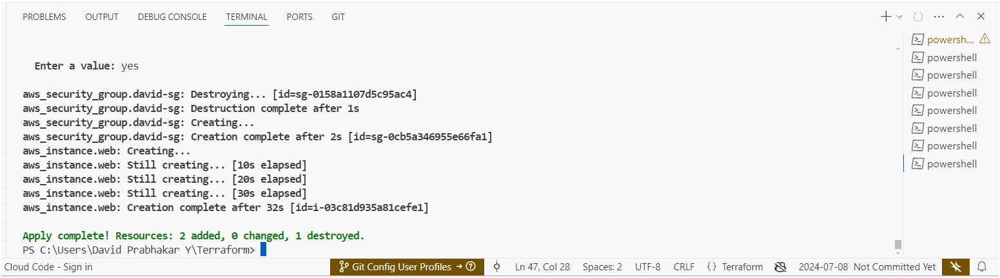 PROBLEMS OUTPUT DEBUG CONSOLE TERMINAL PORTS GIT
Enter a value: yes
aws_security_group.david-sg: Destroying... [id=sg-0158a1107d5c95ac4]
aws_security_group.david-sg: Destruction complete after 1s
aws_security_group.david-sg: Creating...
aws_security_group.david-sg: Creation complete after 2s [id=sg-0cb5a346955e66fa1]
aws_instance.web: Creating...
aws_instance.web: Still creating... [10s elapsed]
aws_instance.web: Still creating... [20s elapsed]
aws_instance.web: Still creating... [30s elapsed]
aws_instance.web: Creation complete after 32s [id=i-03c81d935a81cefe1]
Apply complete! Resources: 2 added, 0 changed, 1 destroyed.
PS C:\Users\David Prabhakar Y\Terraform>
powersh...
powershell
powershell
powershell
powershell
powershell
powershell
powershell
Cloud Code - Sign in Git Config User Profiles → Ln 47, Col 28 Spaces: 2 UTF-8 CRLF {} Terraform 2024-07-08 Not Committed Yet